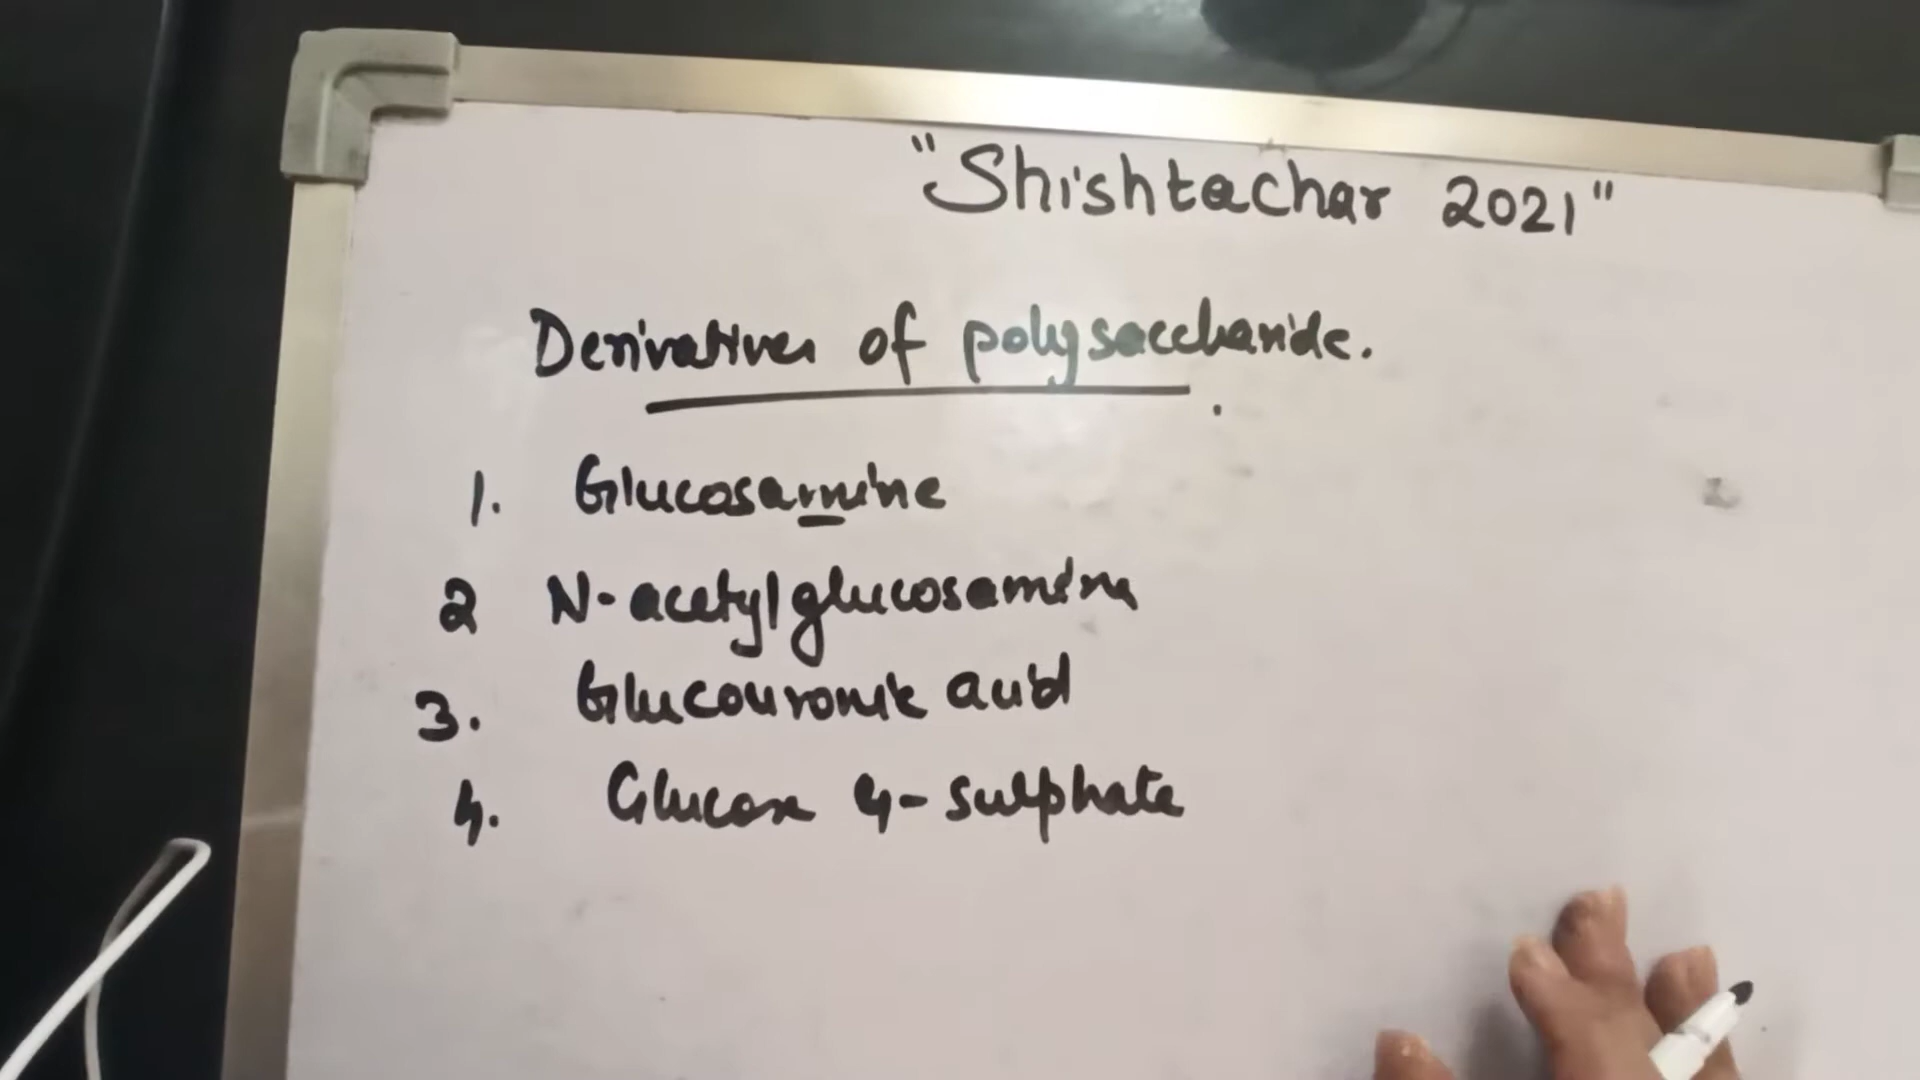 "Shishtachar 2021"
Derivatives of polysaccharide.
1. Glucosamine
2 N-acetylglucosamine
3. Glucouronic acid
4. Glucose 4-sulphate